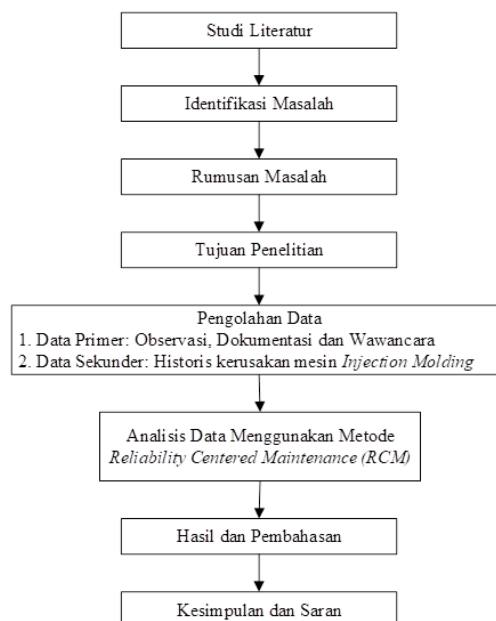 Studi Literatur
Identifikasi Masalah
Rumusan Masalah
Tujuan Penelitian
Pengolahan Data
1. Data Primer: Observasi, Dokumentasi dan Wawancara
2. Data Sekunder: Historis kerusakan mesin Injection Molding
Analisis Data Menggunakan Metode
Reliability Centered Maintenance (RCM)
Hasil dan Pembahasan
Kesimpulan dan Saran